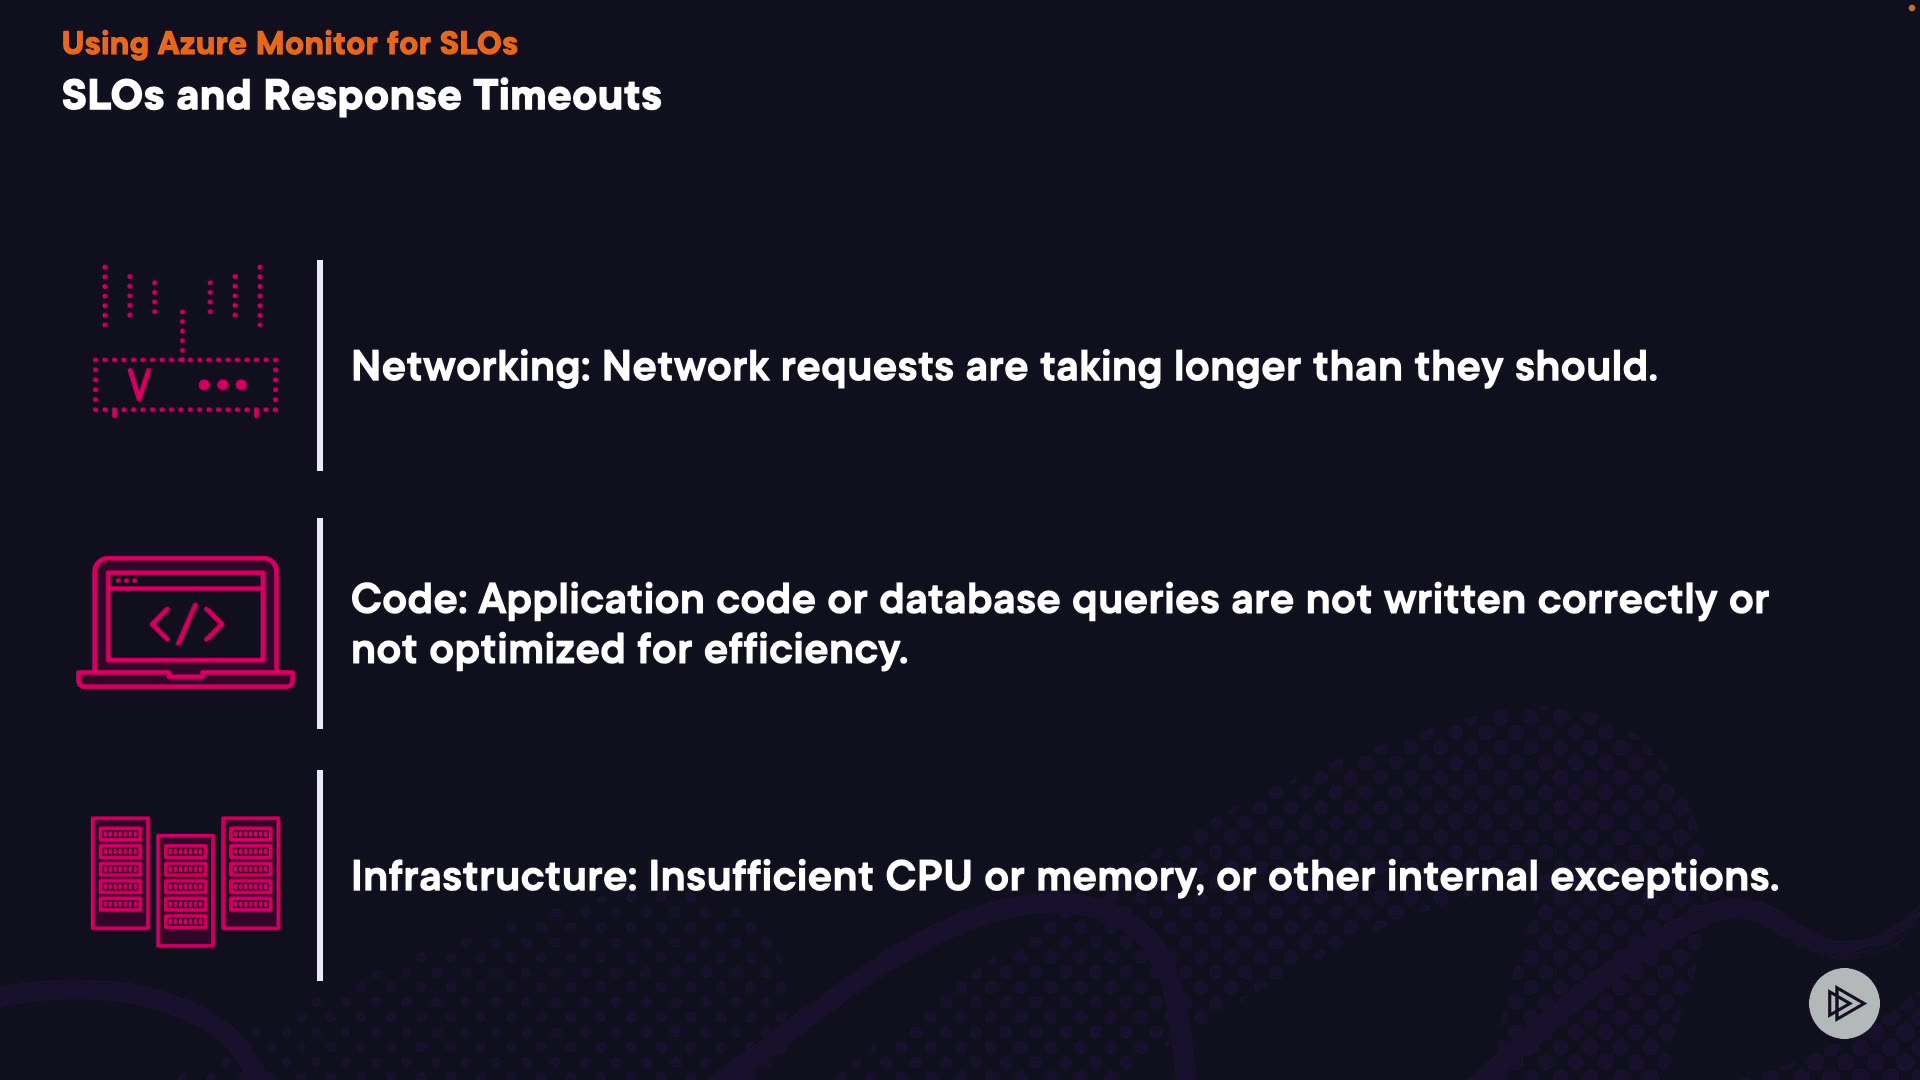 Using Azure Monitor for SLOs
SLOs and Response Timeouts
Networking: Network requests are taking longer than they should.
Code: Application code or database queries are not written correctly or
not optimized for efficiency.
Infrastructure: Insufficient CPU or memory, or other internal exceptions.